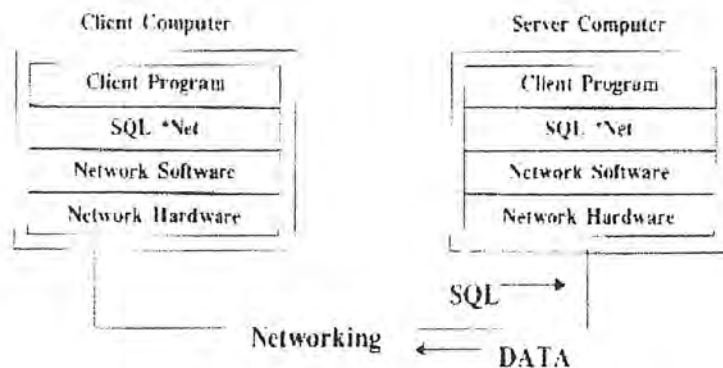 Client Computer
Server Computer
Client Program
SQL *Net
Network Software
Network Hardware
Client Program
SQL *Net
Network Software
Network Hardware
SQL
Networking
DATA